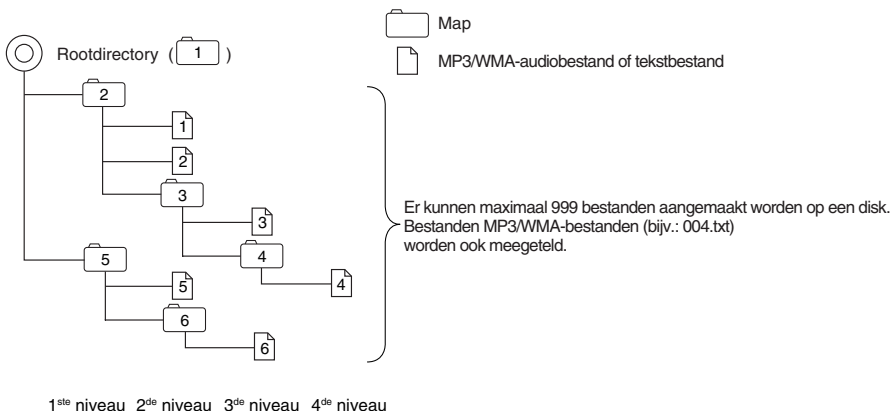 Rootdirectory ( 1 )
Map
MP3/WMA-audiobestand of tekstbestand
2
1
2
3
3
4
4
5
5
6
6
Er kunnen maximaal 999 bestanden aangemaakt worden op een disk.
Bestanden MP3/WMA-bestanden (bijv.: 004.txt)
worden ook meegeteld.
1ste niveau 2de niveau 3de niveau 4de niveau